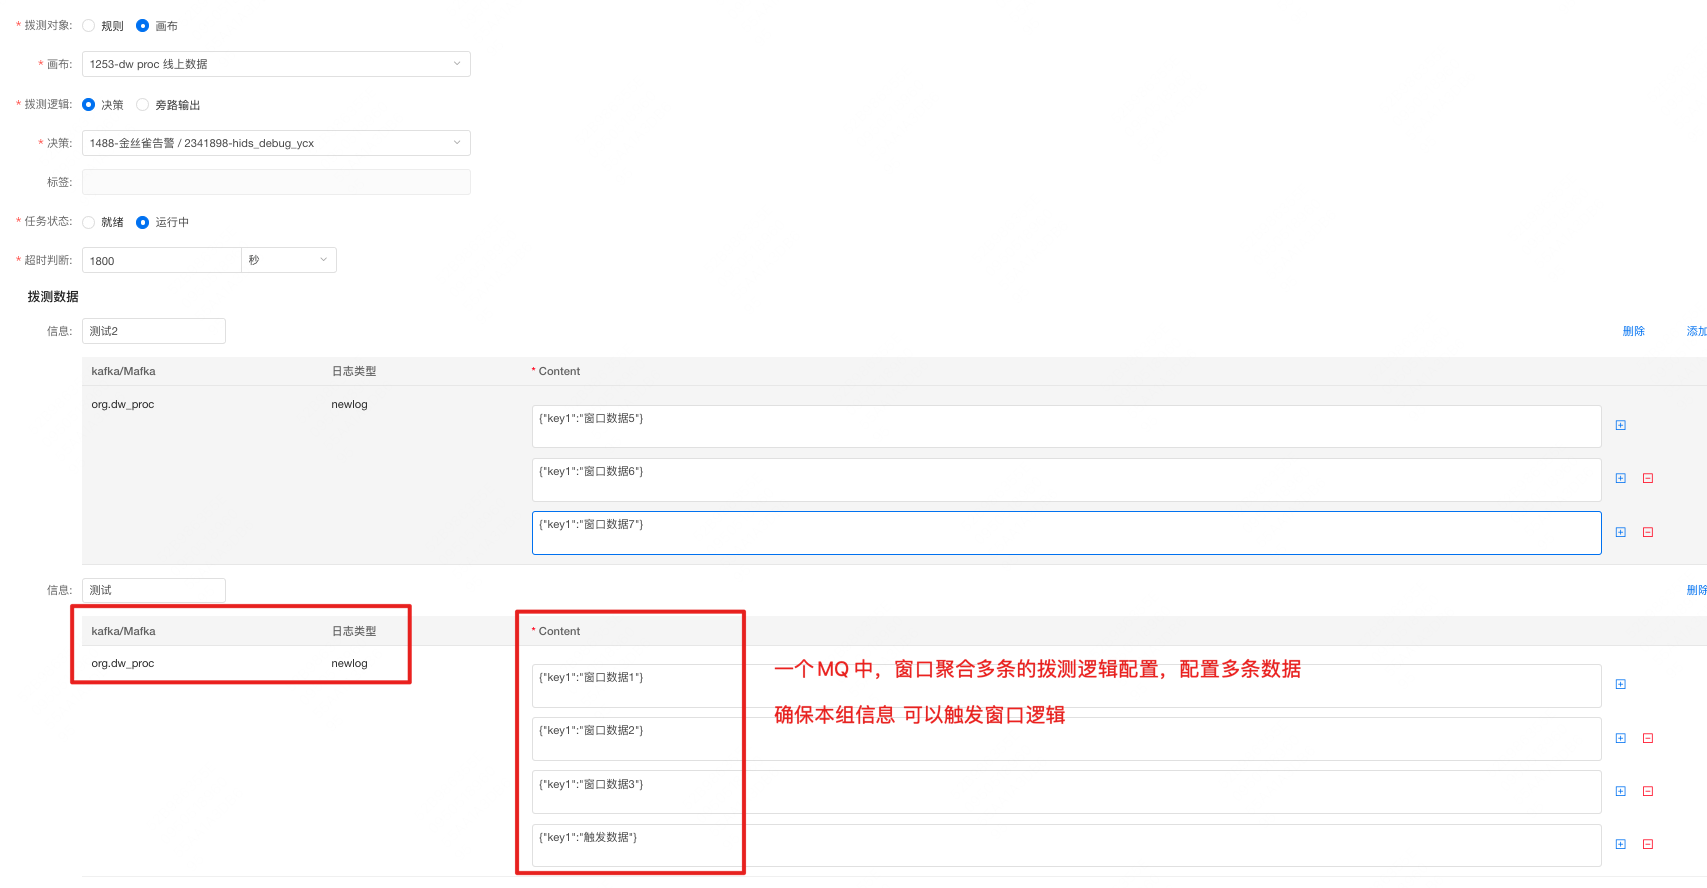 * 拨测对象: 规则 画布
* 画布: 1253-dw proc 线上数据
* 拨测逻辑: 决策 旁路输出
* 决策: 1488-金丝雀告警 / 2341898-hids_debug_ycx
标签:
* 任务状态: 就绪 运行中
* 超时判断: 1800 秒
拨测数据
信息: 测试2 删除 添加
kafka/Mafka 日志类型 * Content
org.dw_proc newlog
{"key1":"窗口数据5"}
{"key1":"窗口数据6"}
{"key1":"窗口数据7"}
信息: 测试 删除
kafka/Mafka 日志类型 * Content
org.dw_proc newlog
{"key1":"窗口数据1"}
一个MQ中，窗口聚合多条的拨测逻辑配置，配置多条数据
确保本组信息 可以触发窗口逻辑
{"key1":"窗口数据2"}
{"key1":"窗口数据3"}
{"key1":"触发数据"}